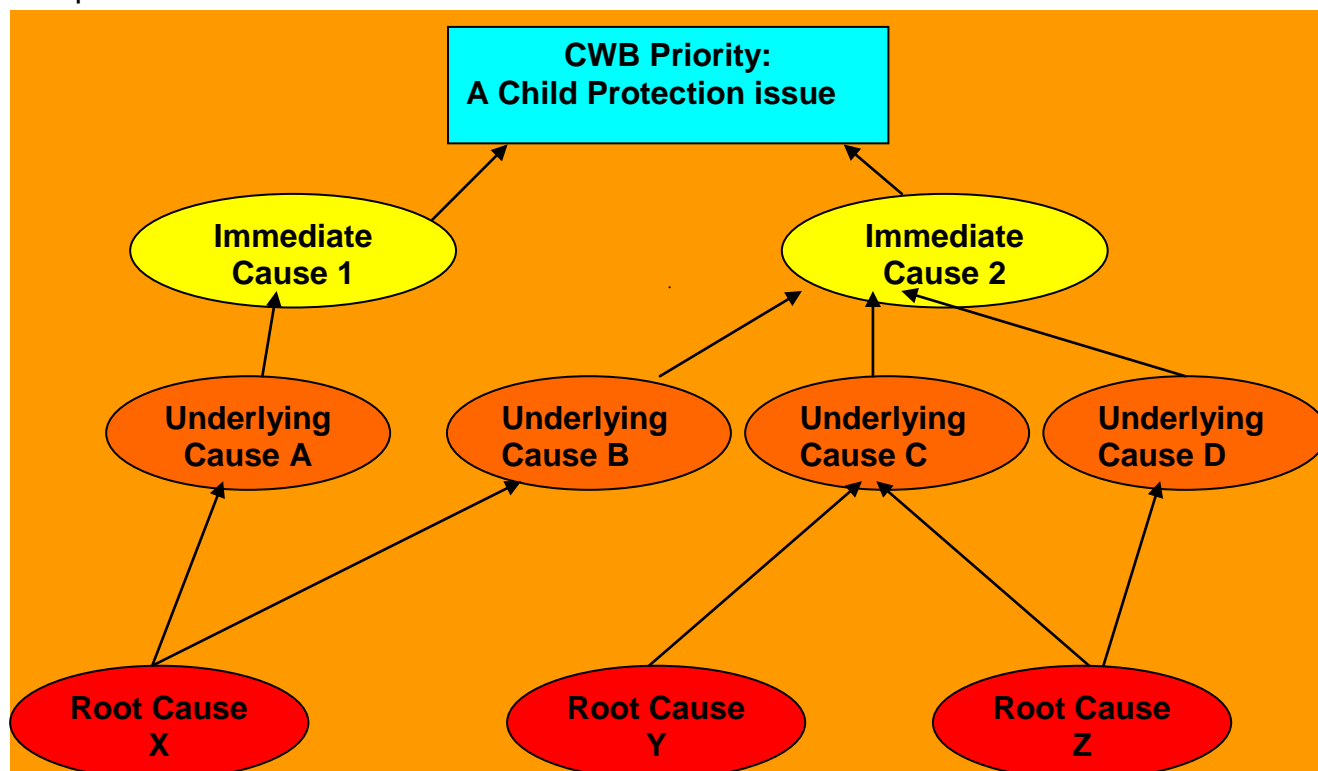 CWB Priority:
A Child Protection issue
Immediate
Cause 1
Immediate
Cause 2
Underlying
Cause A
Underlying
Cause B
Underlying
Cause C
Underlying
Cause D
Root Cause
X
Root Cause
Y
Root Cause
Z